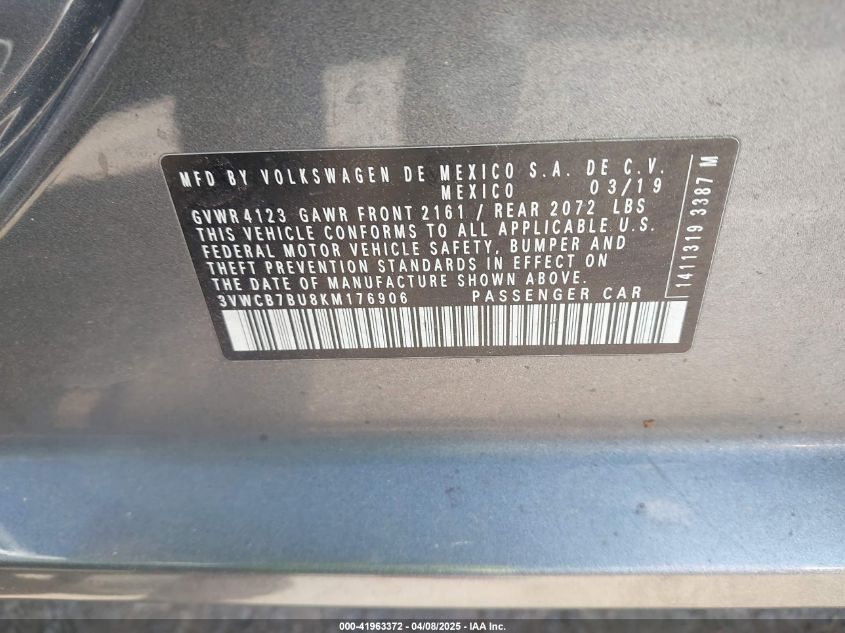 MFD BY VOLKSWAGEN DE MEXICO S.A. DE C.V.
MEXICO 03/19
GVWR 4123 GAWR FRONT 2161 / REAR 2072 LBS
THIS VEHICLE CONFORMS TO ALL APPLICABLE U.S.
FEDERAL MOTOR VEHICLE SAFETY, BUMPER AND
THEFT PREVENTION STANDARDS IN EFFECT ON
THE DATE OF MANUFACTURE SHOWN ABOVE.
3VWCB7BU8KM176906 PASSENGER CAR
1411319 3387 M
000-41963372 - 04/08/2025 - IAA Inc.